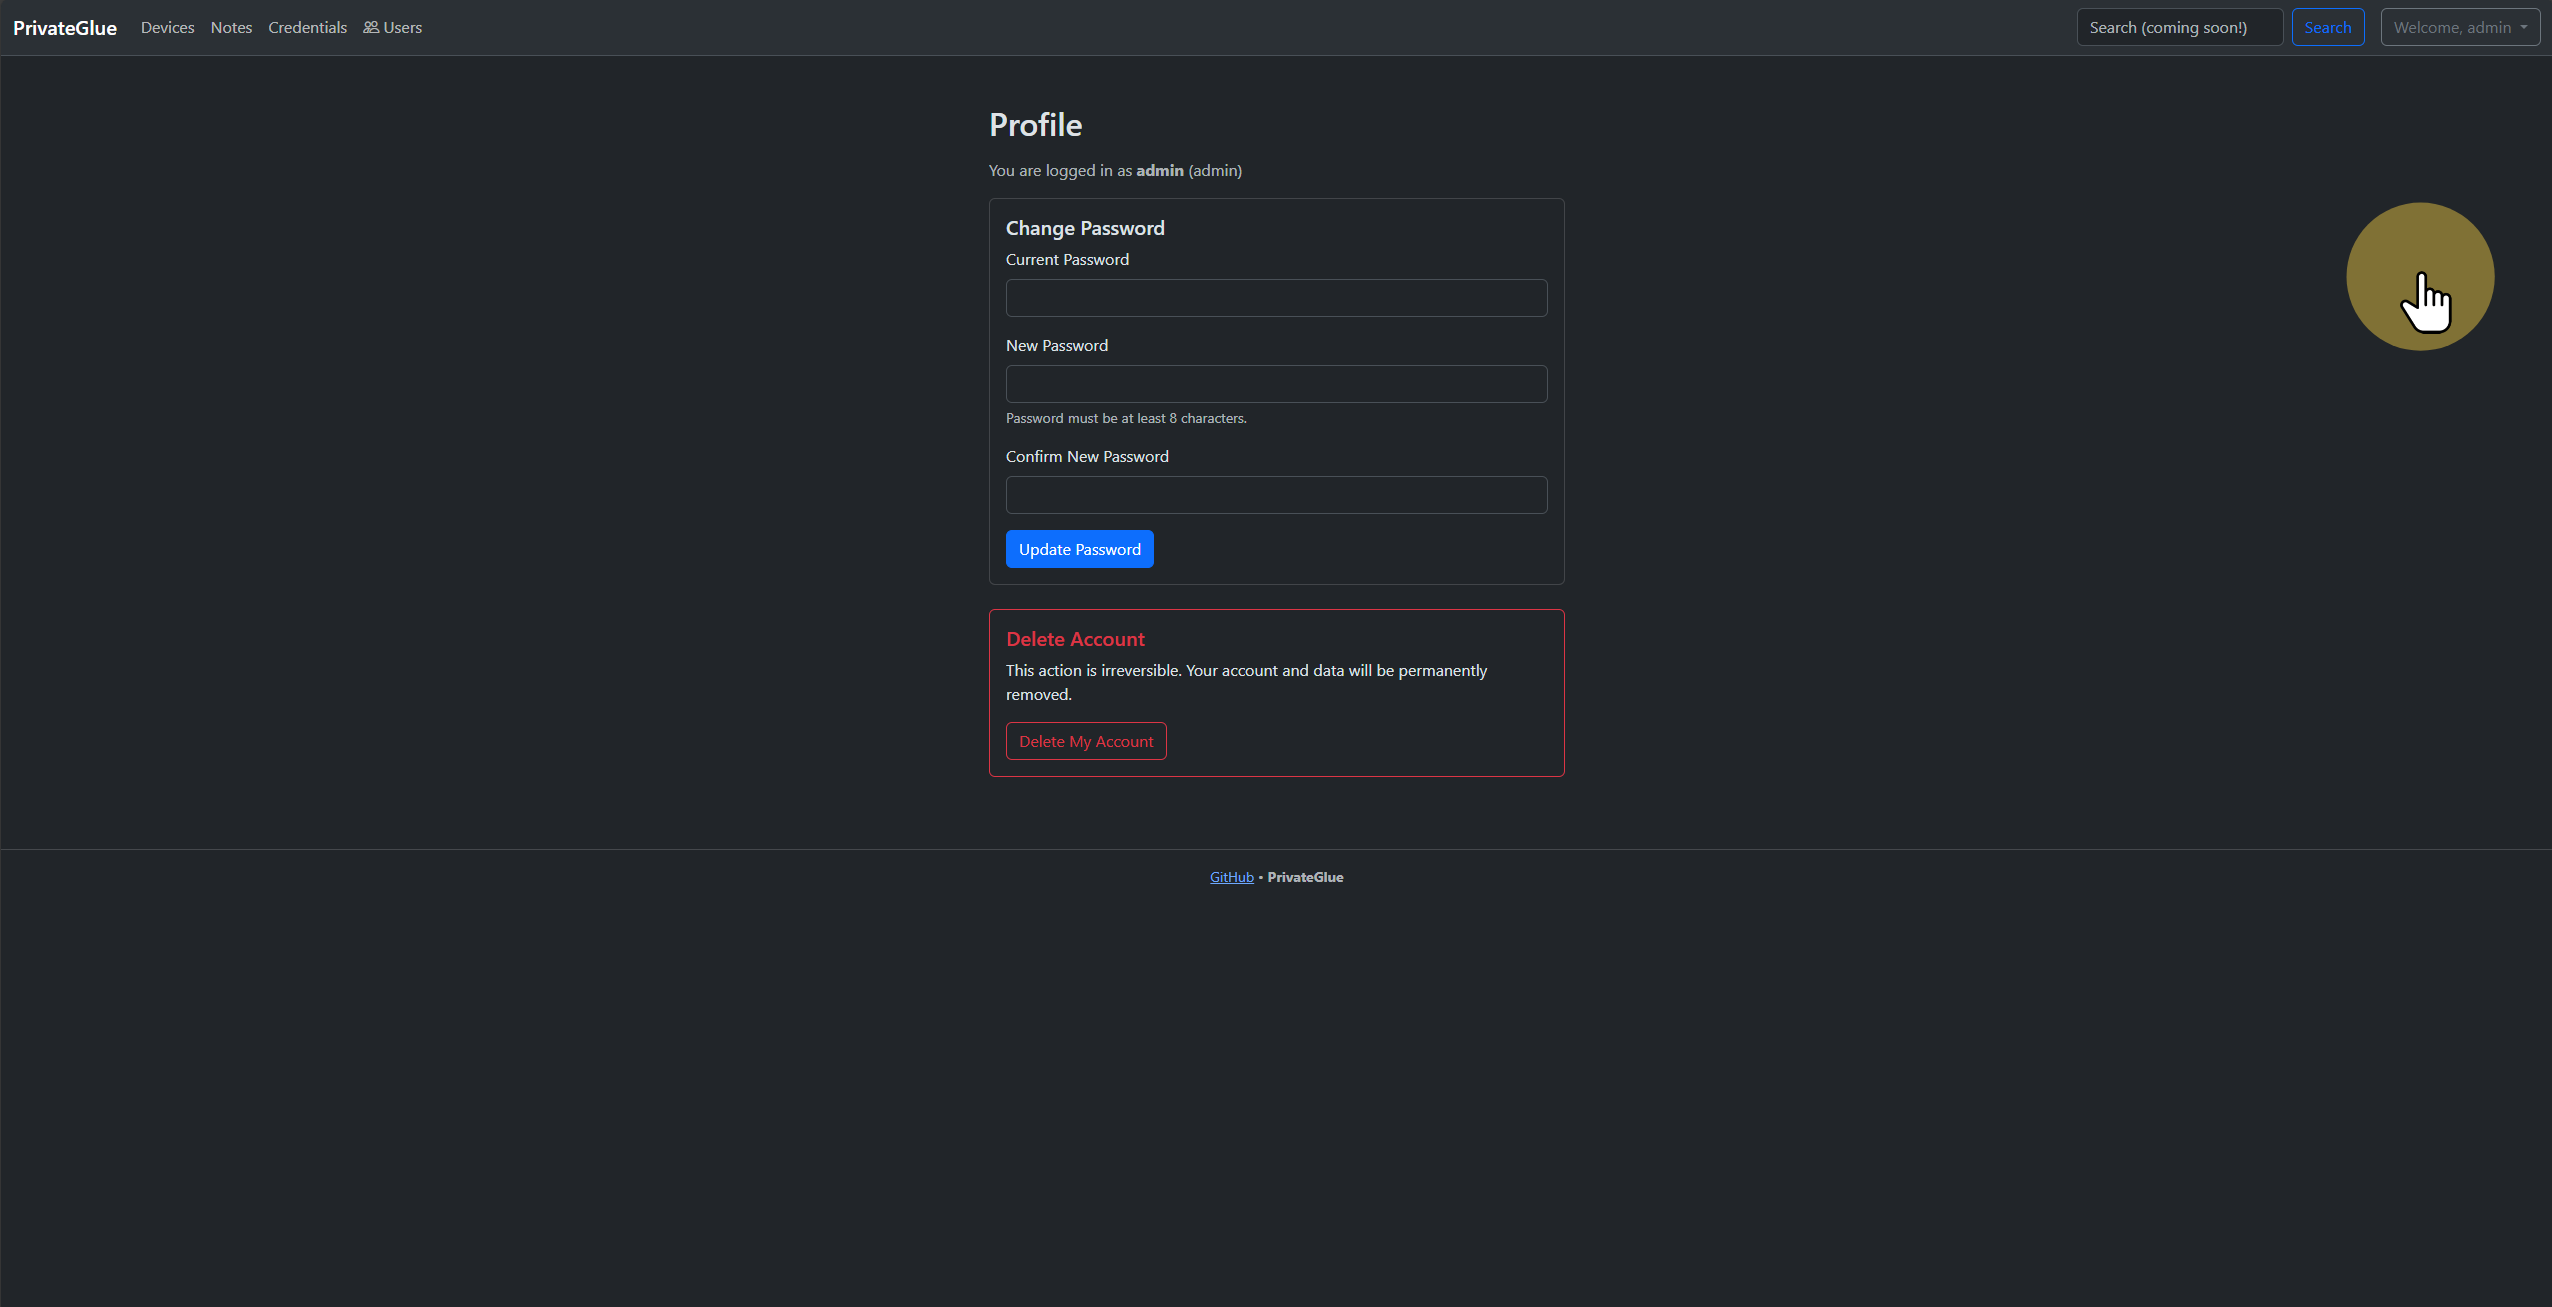 PrivateGlue Devices Notes Credentials Users Search (coming soon!) Search Welcome, admin
Profile
You are logged in as admin (admin)
Change Password
Current Password
New Password
Password must be at least 8 characters.
Confirm New Password
Update Password
Delete Account
This action is irreversible. Your account and data will be permanently
removed.
Delete My Account
GitHub • PrivateGlue